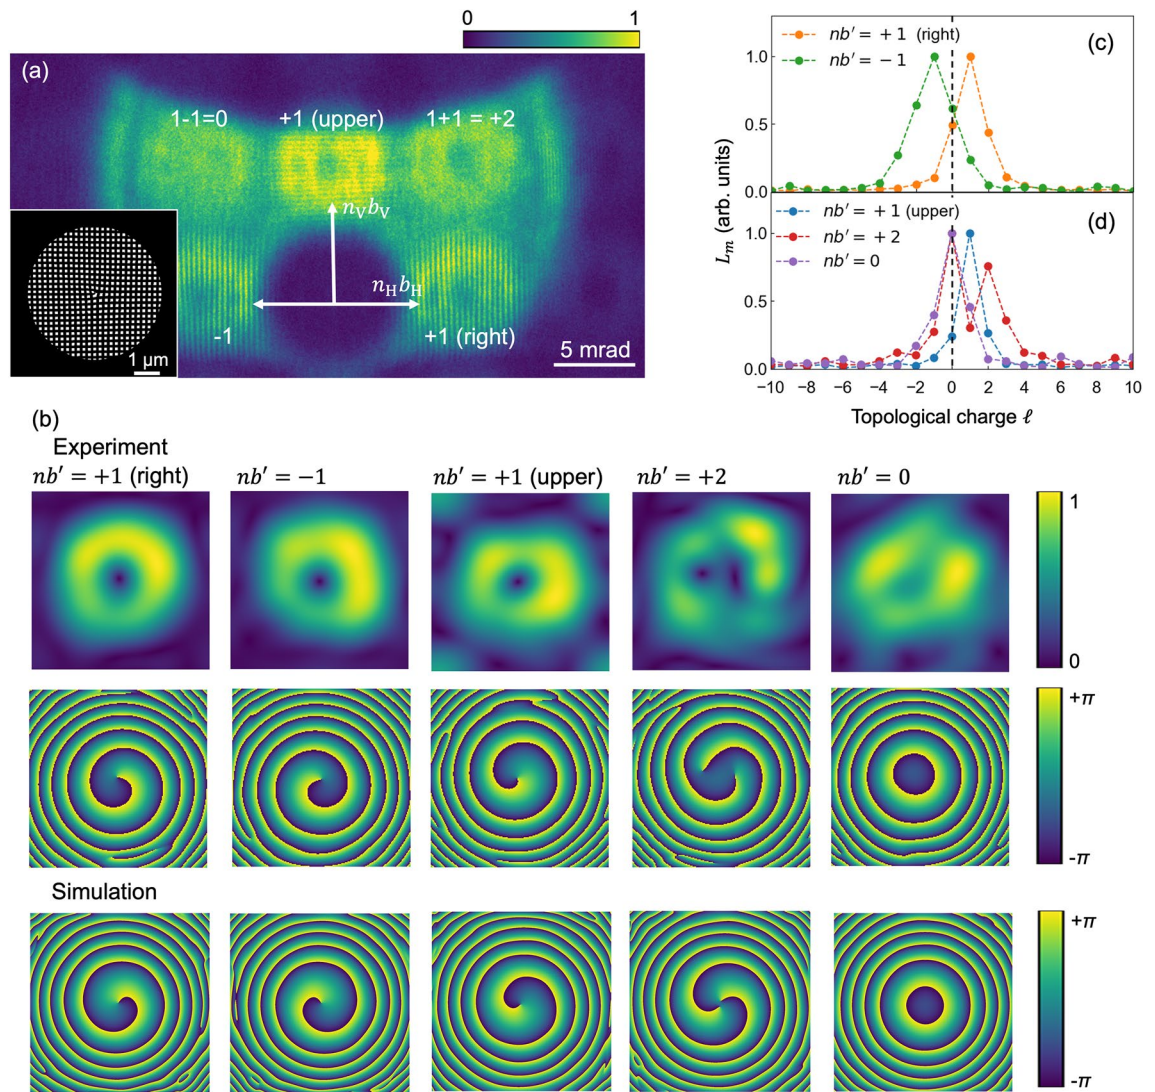 0 1
(a)
1-1=0 +1 (upper) 1+1 = +2
n_V b_V
n_H b_H
-1 +1 (right)
1 μm
5 mrad
(c)
nb′ = +1 (right)
nb′ = −1
1.0
0.5
0.0
L_m (arb. units)
(d)
nb′ = +1 (upper)
nb′ = +2
nb′ = 0
1.0
0.5
0.0
−10 −8 −6 −4 −2 0 2 4 6 8 10
Topological charge ℓ
(b)
Experiment
nb′ = +1 (right) nb′ = −1 nb′ = +1 (upper) nb′ = +2 nb′ = 0
1
0
+π
-π
Simulation
+π
-π